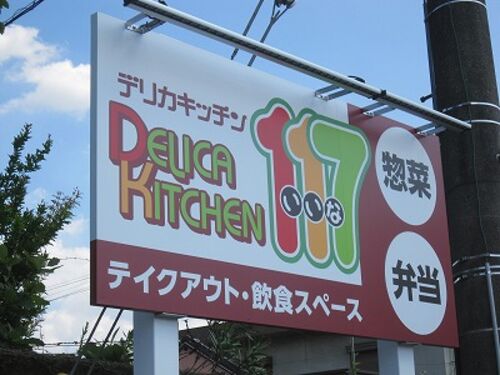 デリカキッチン
DELICA
KITCHEN
117
いいな
惣菜
弁当
テイクアウト・飲食スペース